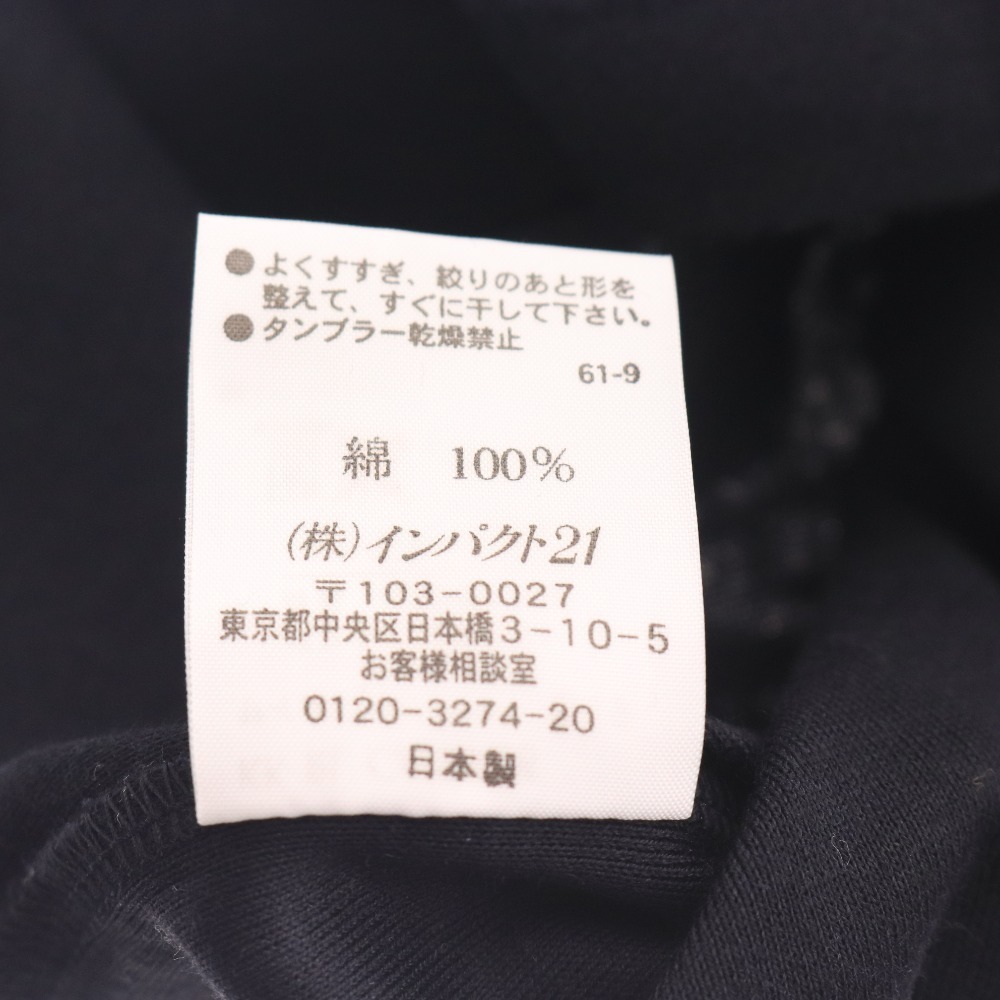 ●よくすすぎ、絞りのあと形を
整えて、すぐに干して下さい。
●タンブラー乾燥禁止
61-9
綿 100%
(株)インパクト21
〒103-0027
東京都中央区日本橋3-10-5
お客様相談室
0120-3274-20
日本製